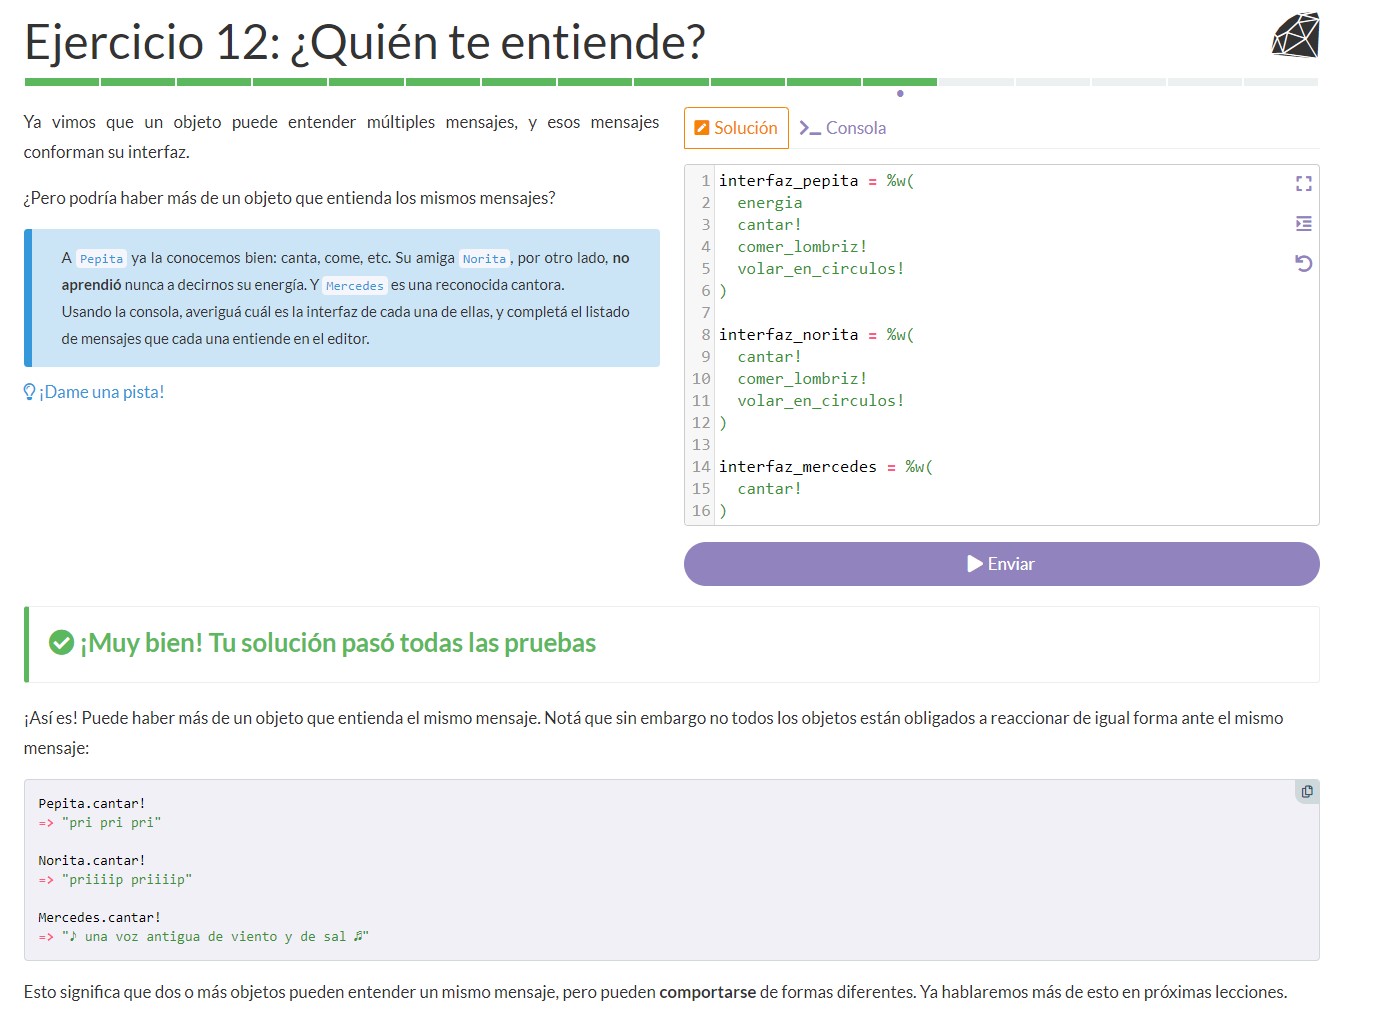 Ejercicio 12: ¿Quién te entiende?
Ya vimos que un objeto puede entender múltiples mensajes, y esos mensajes
conforman su interfaz.
¿Pero podría haber más de un objeto que entienda los mismos mensajes?
A Pepita ya la conocemos bien: canta, come, etc. Su amiga Norita, por otro lado, no
aprendió nunca a decirnos su energía. Y Mercedes es una reconocida cantora.
Usando la consola, averiguá cuál es la interfaz de cada una de ellas, y completá el listado
de mensajes que cada una entiende en el editor.
¡Dame una pista!
Solución
Consola
1 interfaz_pepita = %w(
2 energia
3 cantar!
4 comer_lombriz!
5 volar_en_circulos!
6 )
7
8 interfaz_norita = %w(
9 cantar!
10 comer_lombriz!
11 volar_en_circulos!
12 )
13
14 interfaz_mercedes = %w(
15 cantar!
16 )
Enviar
¡Muy bien! Tu solución pasó todas las pruebas
¡Así es! Puede haber más de un objeto que entienda el mismo mensaje. Notá que sin embargo no todos los objetos están obligados a reaccionar de igual forma ante el mismo
mensaje:
Pepita.cantar!
=> "pri pri pri"
Norita.cantar!
=> "priiiip priiiip"
Mercedes.cantar!
=> "♪ una voz antigua de viento y de sal ♬"
Esto significa que dos o más objetos pueden entender un mismo mensaje, pero pueden comportarse de formas diferentes. Ya hablaremos más de esto en próximas lecciones.